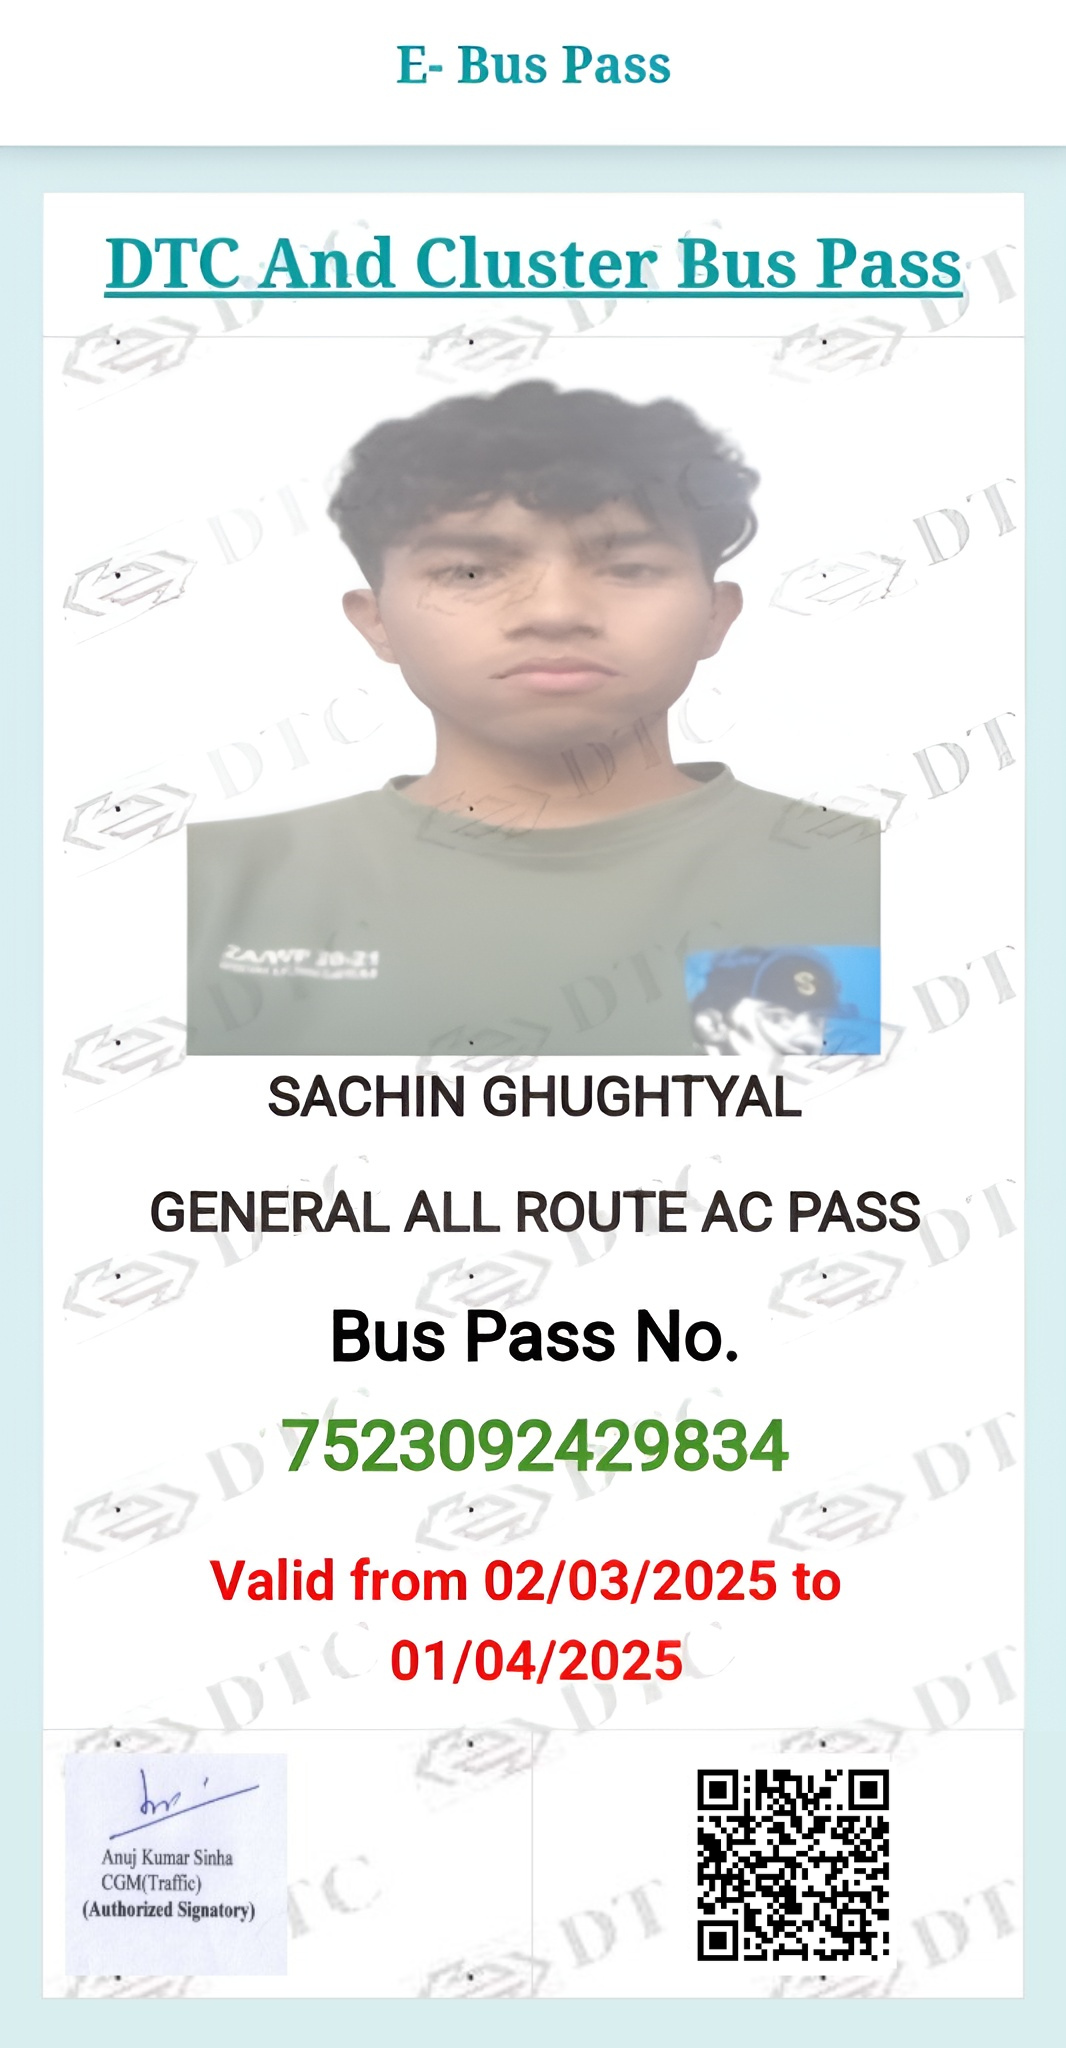 E- Bus Pass
DTC And Cluster Bus Pass
SACHIN GHUGHTYAL
GENERAL ALL ROUTE AC PASS
Bus Pass No.
7523092429834
Valid from 02/03/2025 to
01/04/2025
Anuj Kumar Sinha
CGM(Traffic)
(Authorized Signatory)
DTC